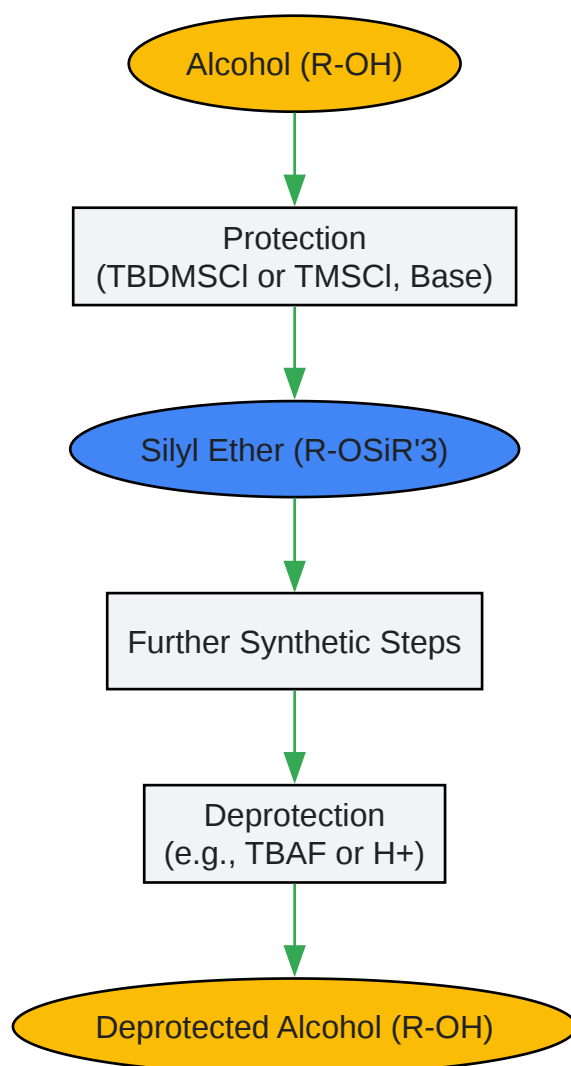 Alcohol (R-OH)
Protection
(TBDMSCl or TMSCl, Base)
Silyl Ether (R-OSiR'3)
Further Synthetic Steps
Deprotection
(e.g., TBAF or H+)
Deprotected Alcohol (R-OH)